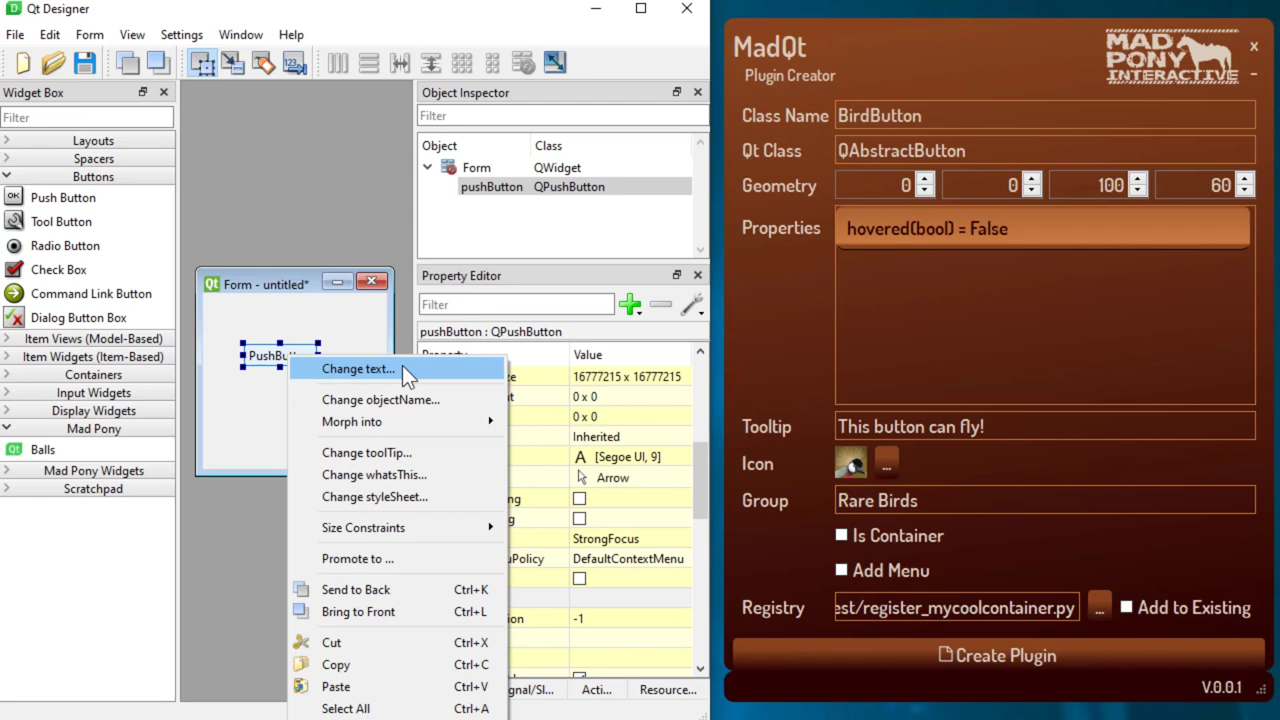 Qt Designer
File Edit Form View Settings Window Help
Widget Box
Filter
Layouts
Spacers
Buttons
OK Push Button
Tool Button
Radio Button
Check Box
Command Link Button
Dialog Button Box
Item Views (Model-Based)
Item Widgets (Item-Based)
Containers
Input Widgets
Display Widgets
Mad Pony
Qt Balls
Mad Pony Widgets
Scratchpad
Qt Form - untitled*
Change text...
Change objectName...
Morph into
Change toolTip...
Change whatsThis...
Change styleSheet...
Size Constraints
Promote to ...
Send to Back Ctrl+K
Bring to Front Ctrl+L
Cut Ctrl+X
Copy Ctrl+C
Paste Ctrl+V
Select All Ctrl+A
Object Inspector
Filter
Object Class
Form QWidget
pushButton QPushButton
Property Editor
Filter
pushButton : QPushButton
Value
16777215 x 16777215
0 x 0
0 x 0
Inherited
A [Segoe UI, 9]
Arrow
StrongFocus
DefaultContextMenu
-1
Acti... Resource...
MadQt
Plugin Creator
MAD
PONY
INTERACTIVE
x
-
Class Name BirdButton
Qt Class QAbstractButton
Geometry 0 0 100 60
Properties hovered(bool) = False
Tooltip This button can fly!
Icon ...
Group Rare Birds
Is Container
Add Menu
Registry est/register_mycoolcontainer.py ... Add to Existing
Create Plugin
V.0.0.1